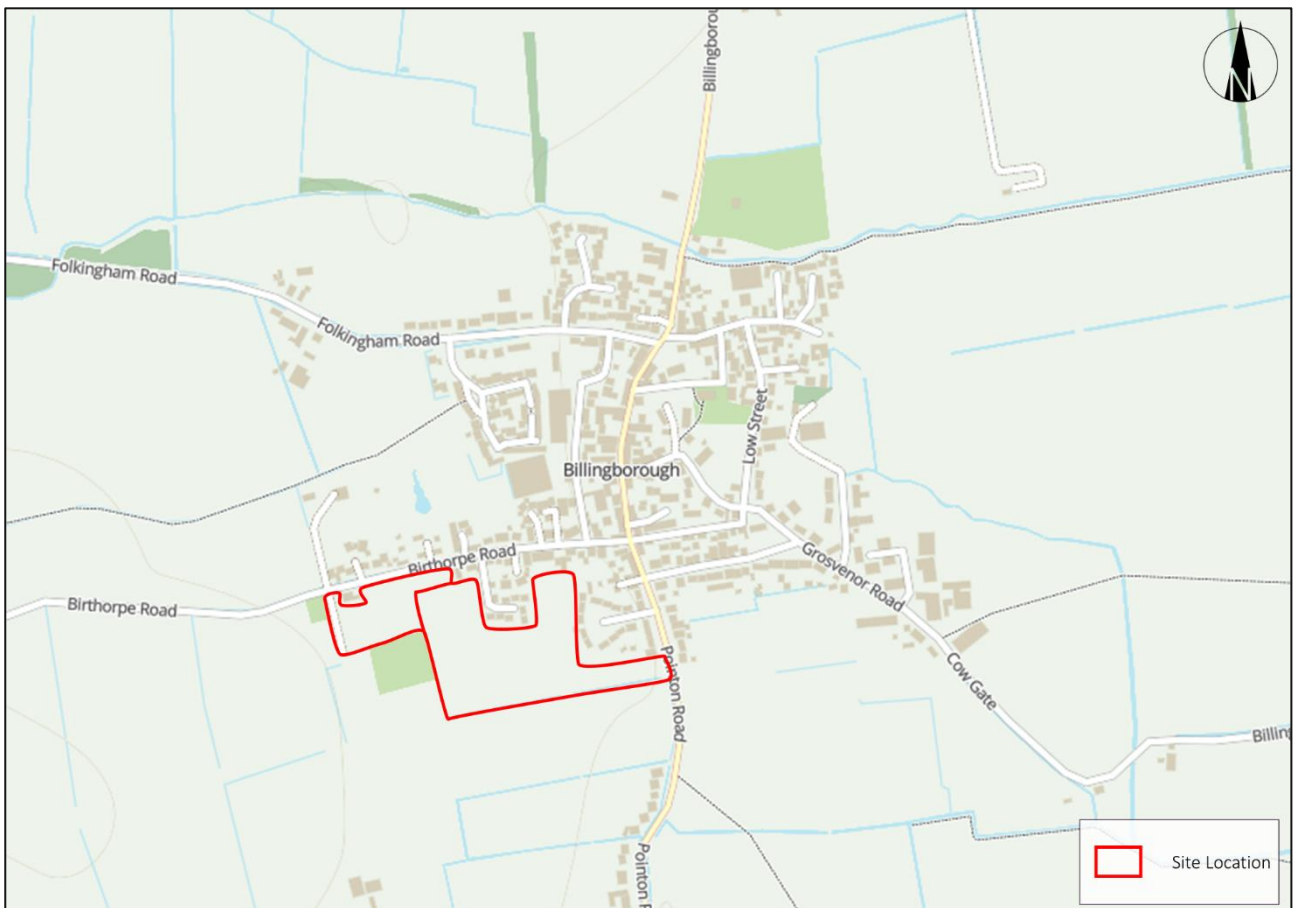 Billingborou
N
Folkingham Road
Folkingham Road
Low Street
Billingborough
Birthorpe Road
Grosvenor Road
Birthorpe Road
Pointon Road
Cow Gate
Billing
Pointon R
Site Location